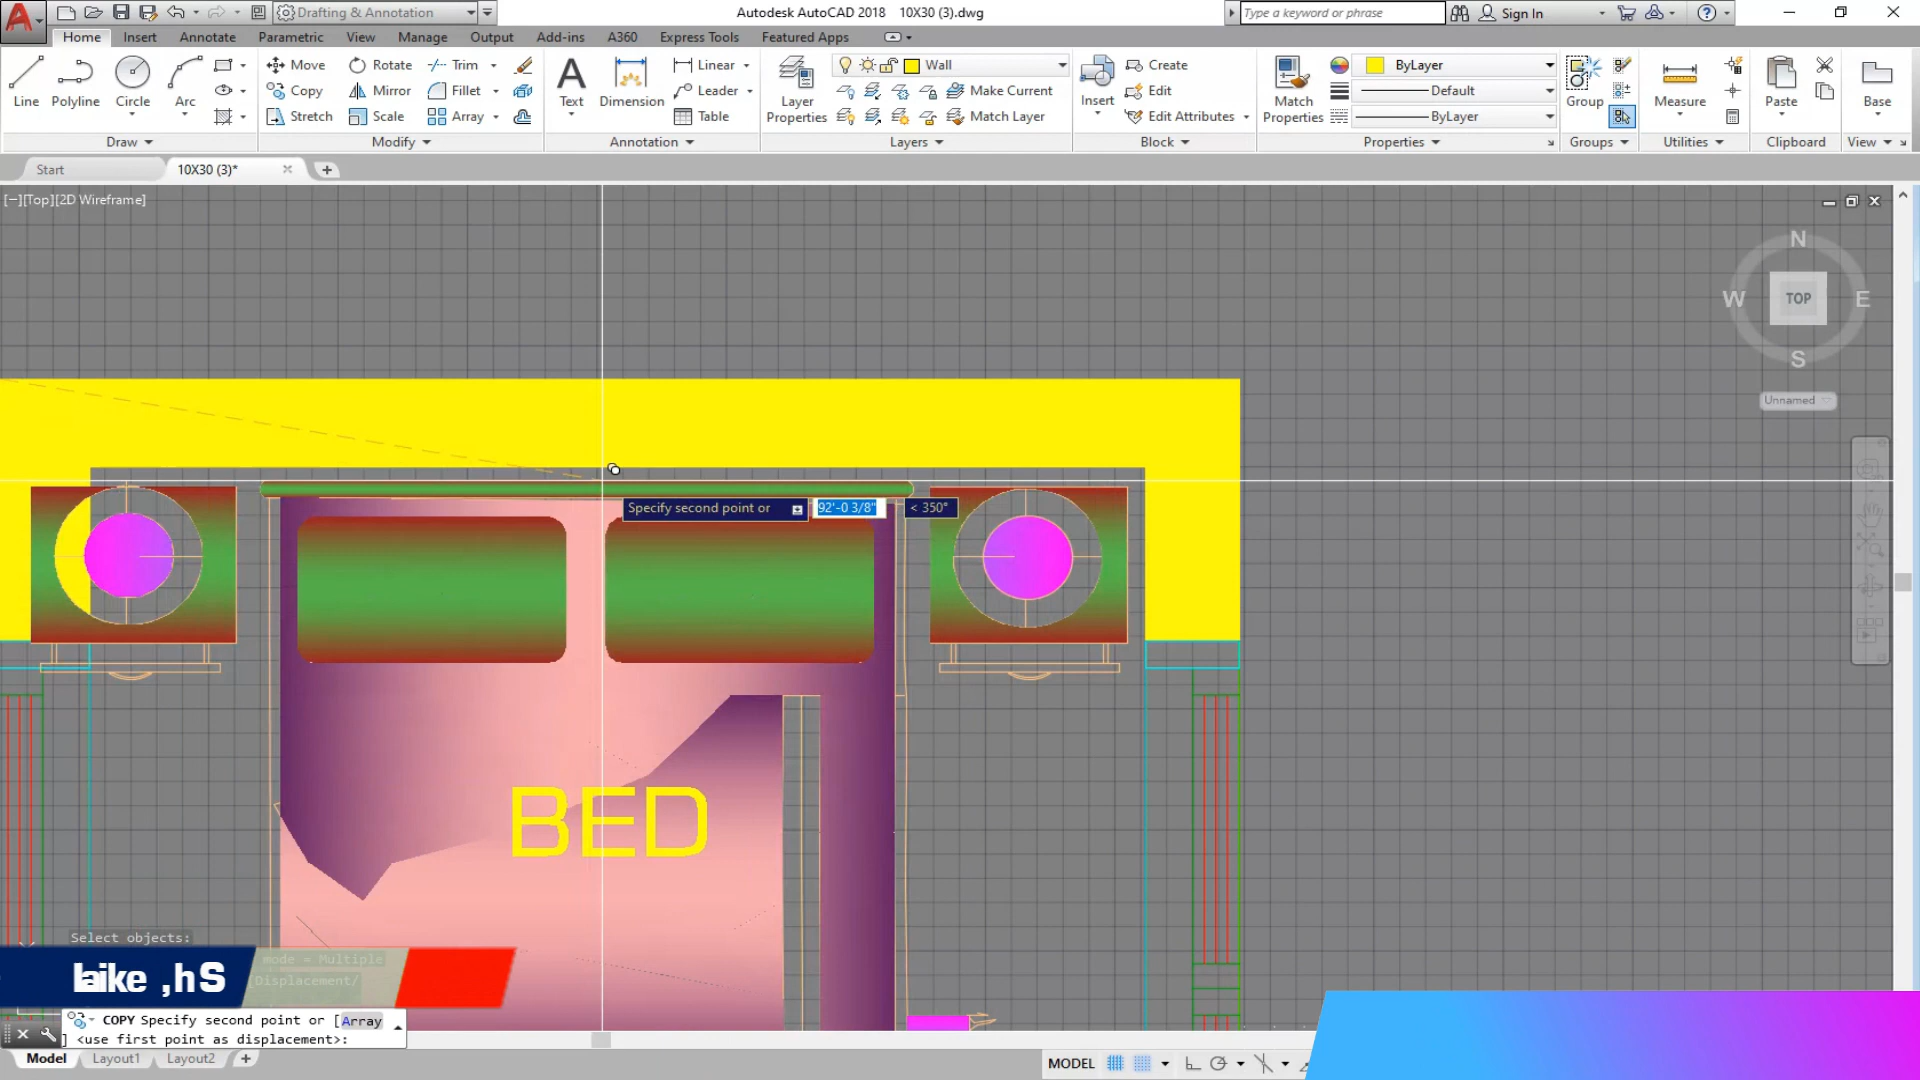 Drafting & Annotation
Autodesk AutoCAD 2018 10X30 (3).dwg
Type a keyword or phrase
Sign In
Home Insert Annotate Parametric View Manage Output Add-ins A360 Express Tools Featured Apps
Line Polyline Circle Arc
Move Rotate Trim
Copy Mirror Fillet
Stretch Scale Array
Text Dimension
Linear
Leader
Table
Layer Properties
Wall
Make Current
Match Layer
Insert
Create
Edit
Edit Attributes
Match Properties
ByLayer
Default
ByLayer
Group
Measure
Paste
Base
Draw Modify Annotation Layers Block Properties Groups Utilities Clipboard View
Start 10X30 (3)*
[−][Top][2D Wireframe]
N
W TOP E
S
Unnamed
Specify second point or 92'-0 3/8" < 350°
BED
Select objects:
mode = Multiple
[Displacement/
COPY Specify second point or [Array
] <use first point as displacement>:
Model Layout1 Layout2
MODEL